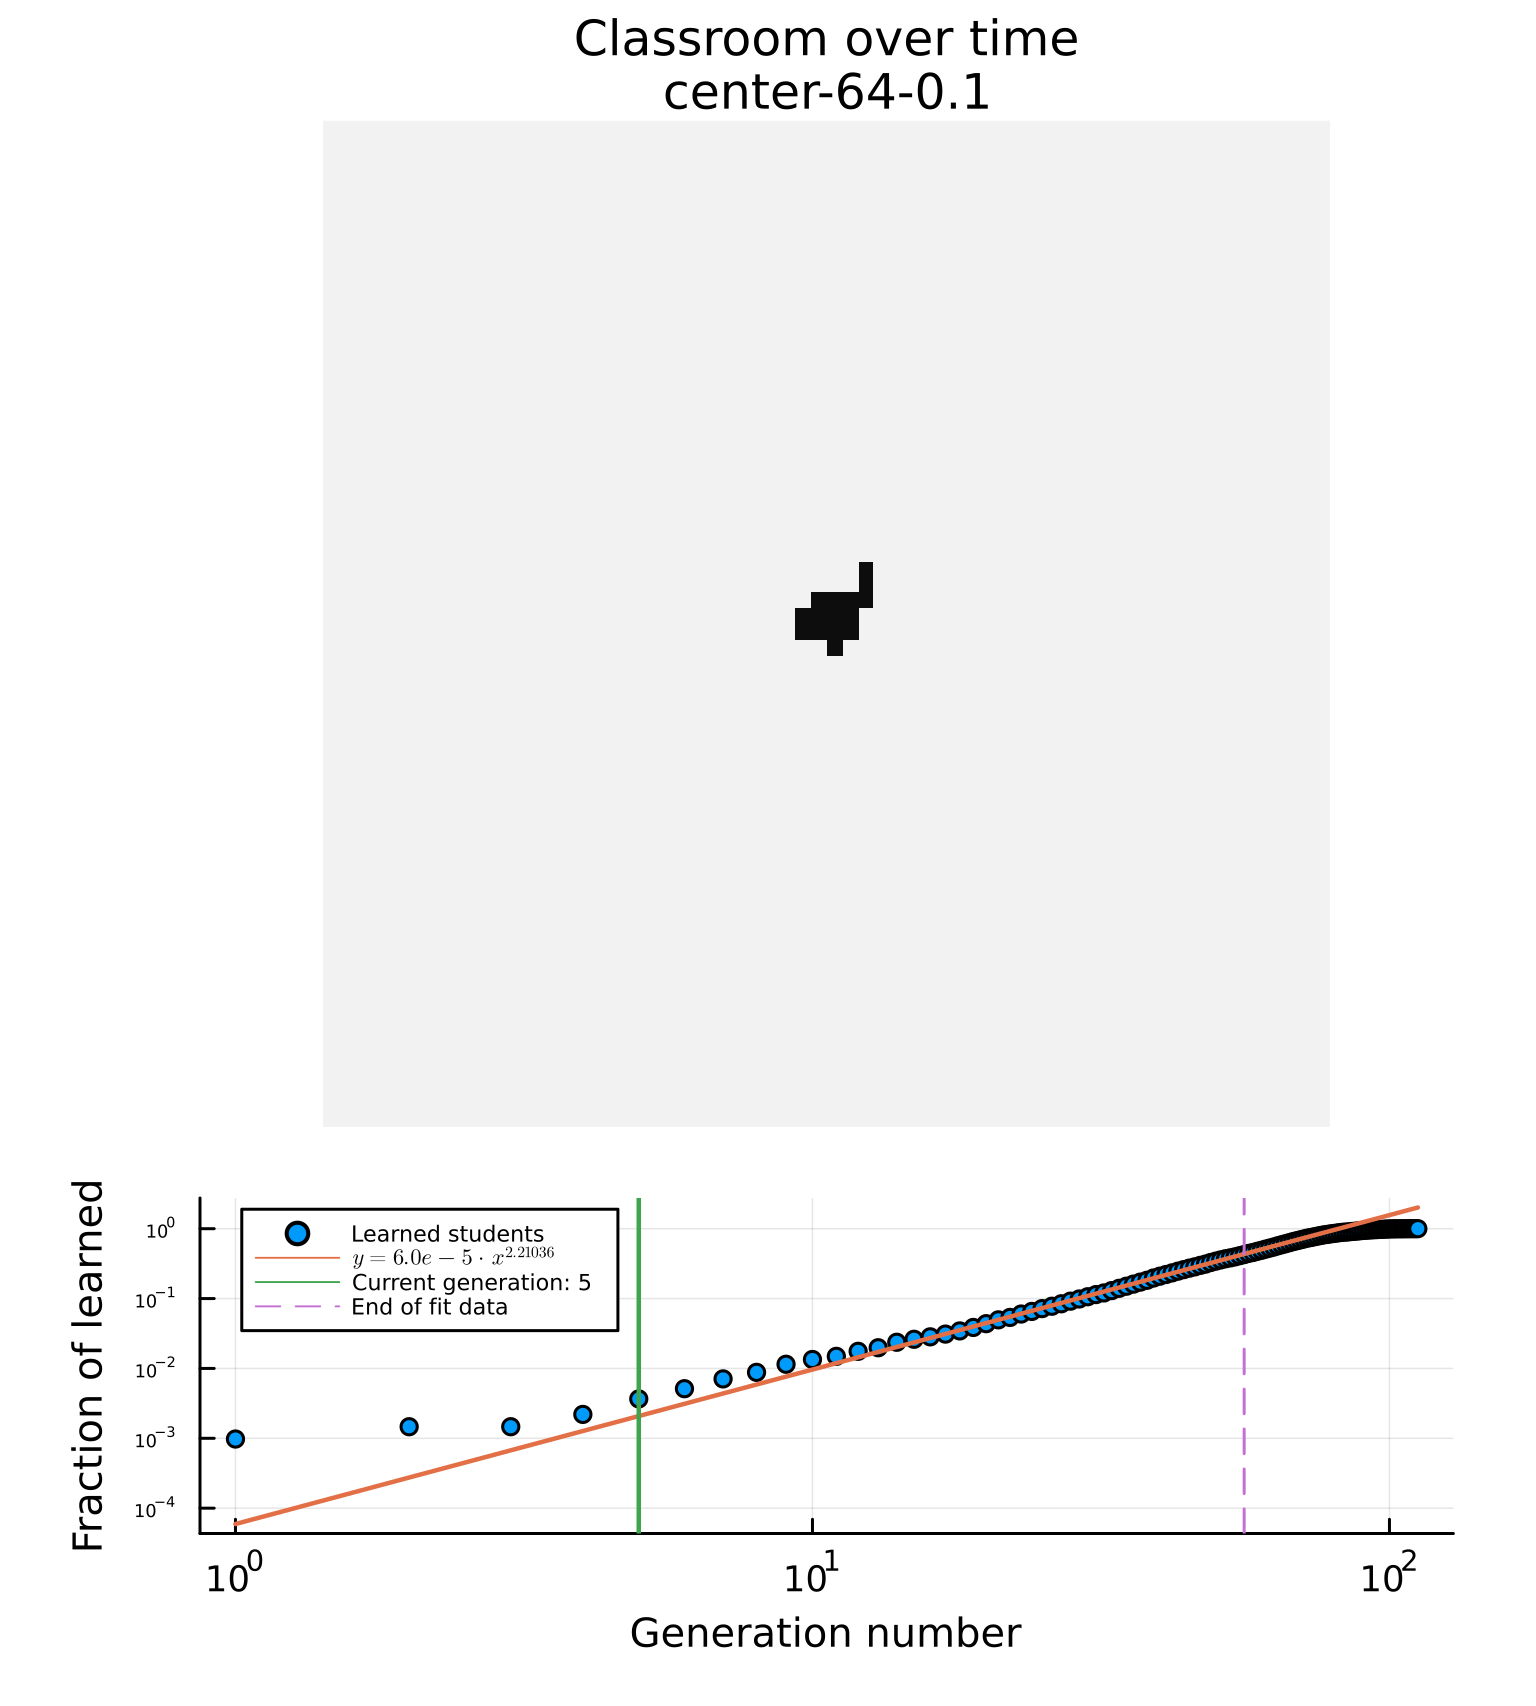 Classroom over time
center-64-0.1
Fraction of learned
10^0
10^-1
10^-2
10^-3
10^-4
Learned students
y = 6.0e − 5 · x^2.21036
Current generation: 5
End of fit data
10^0 10^1 10^2
Generation number